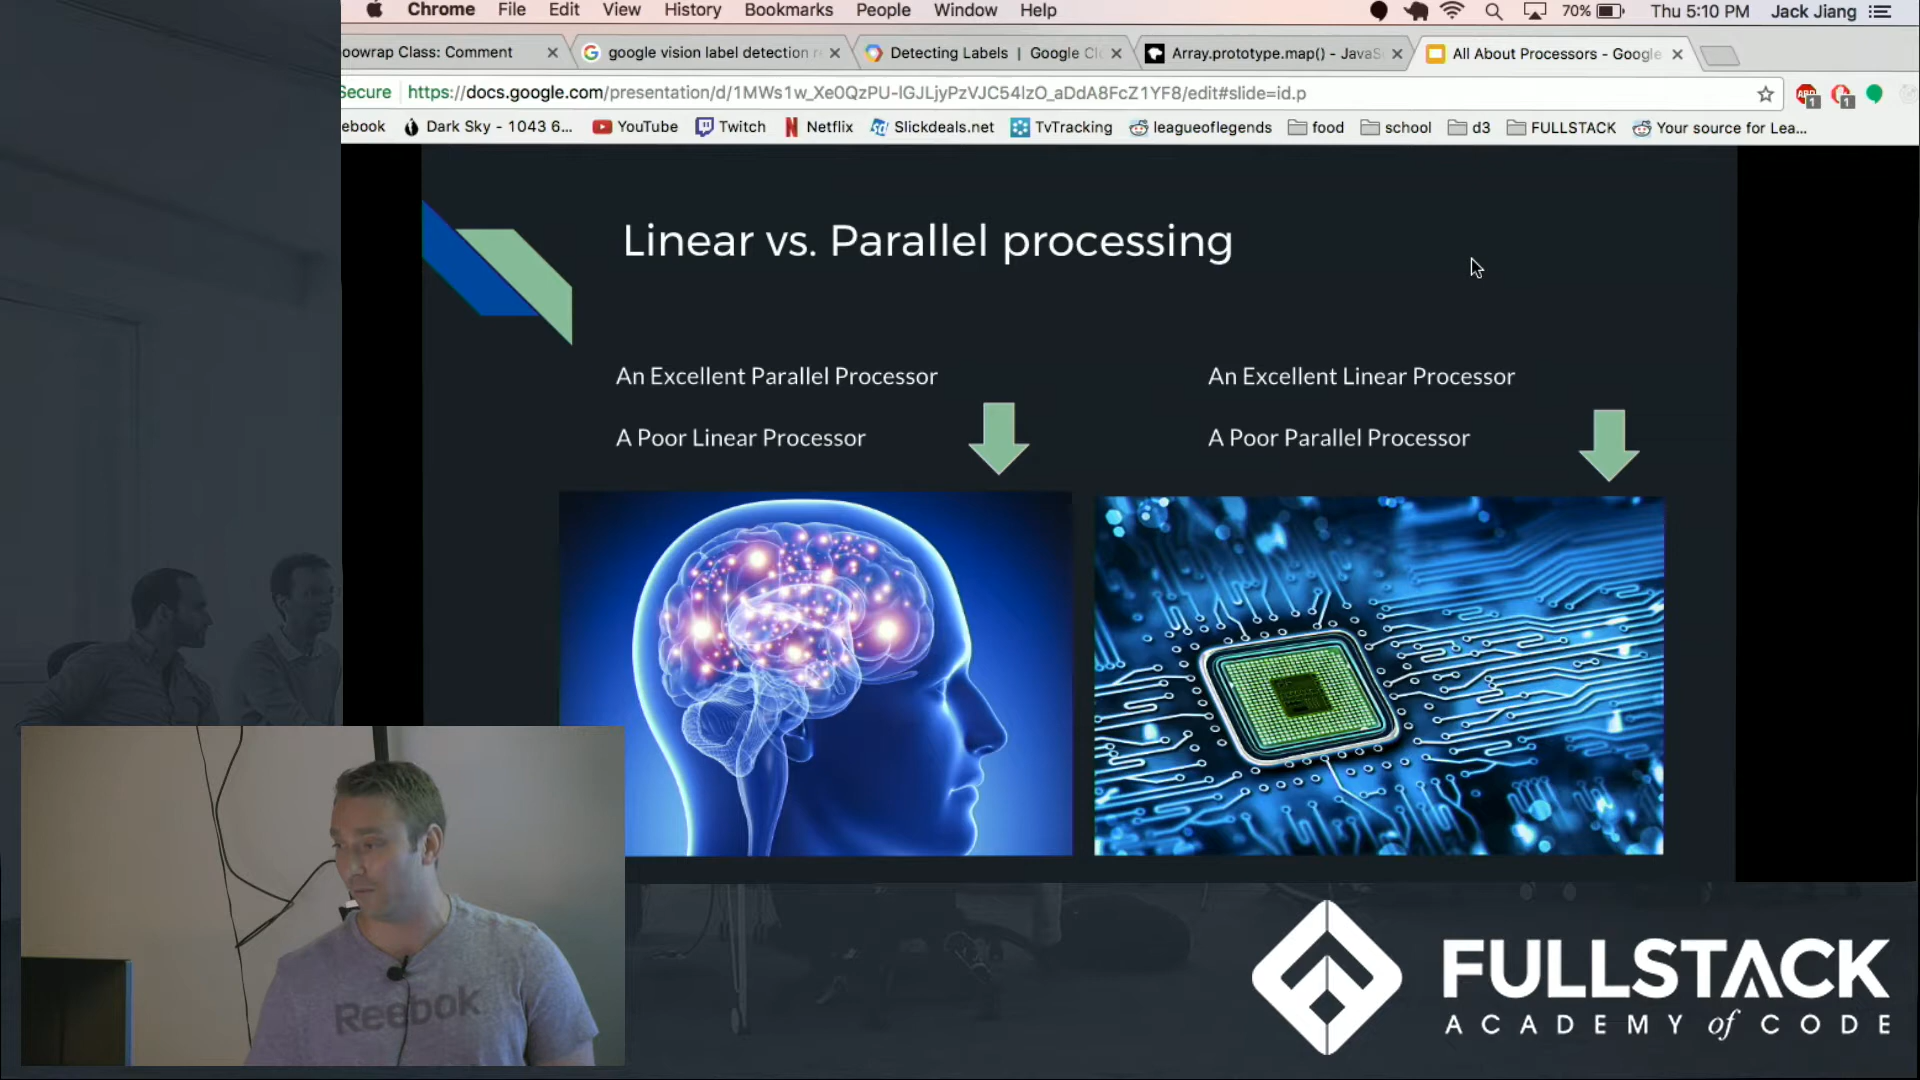 Chrome File Edit View History Bookmarks People Window Help 70% Thu 5:10 PM Jack Jiang
oowrap Class: Comment google vision label detection Detecting Labels | Google Cl Array.prototype.map() - JavaS All About Processors - Google
Secure https://docs.google.com/presentation/d/1MWs1w_Xe0QzPU-lGJLjyPzVJC54IzO_aDdA8FcZ1YF8/edit#slide=id.p ABP 1 1
ebook Dark Sky - 1043 6... YouTube Twitch Netflix Slickdeals.net TvTracking leagueoflegends food school d3 FULLSTACK Your source for Lea...
Linear vs. Parallel processing
An Excellent Parallel Processor
A Poor Linear Processor
An Excellent Linear Processor
A Poor Parallel Processor
Reebok
FULLSTACK
ACADEMY of CODE